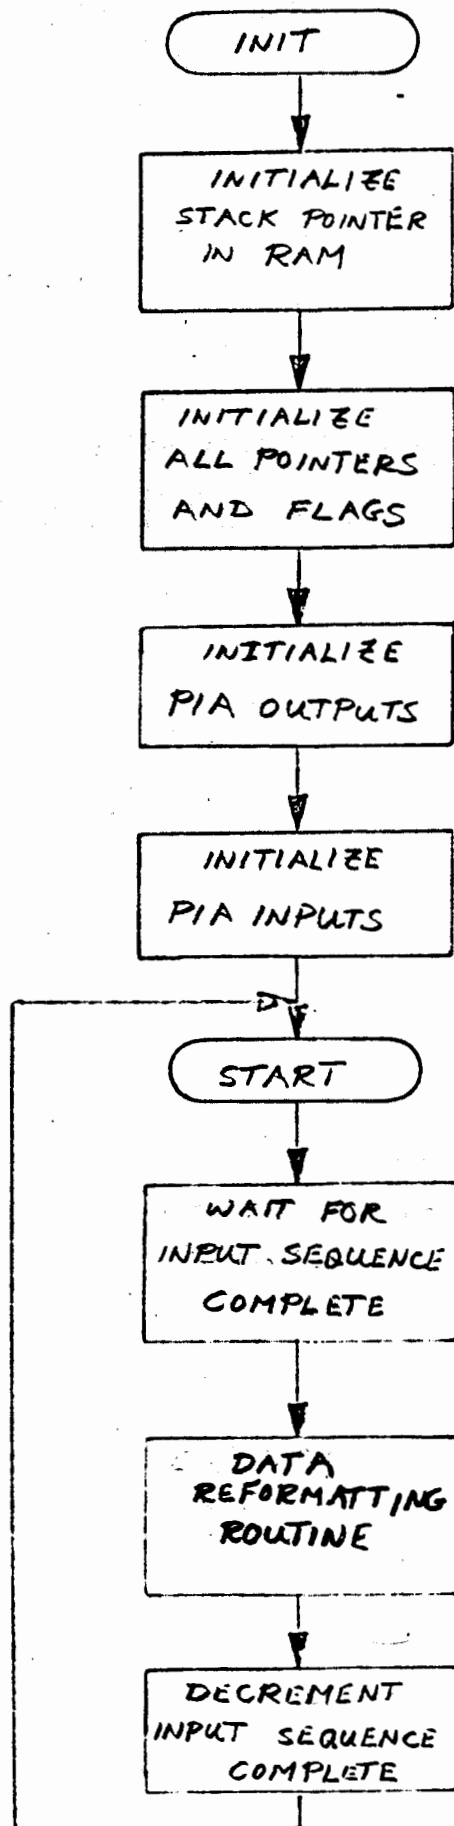 INIT
INITIALIZE
STACK POINTER
IN RAM
INITIALIZE
ALL POINTERS
AND FLAGS
INITIALIZE
PIA OUTPUTS
INITIALIZE
PIA INPUTS
START
WAIT FOR
INPUT SEQUENCE
COMPLETE
DATA
REFORMATTING
ROUTINE
DECREMENT
INPUT SEQUENCE
COMPLETE